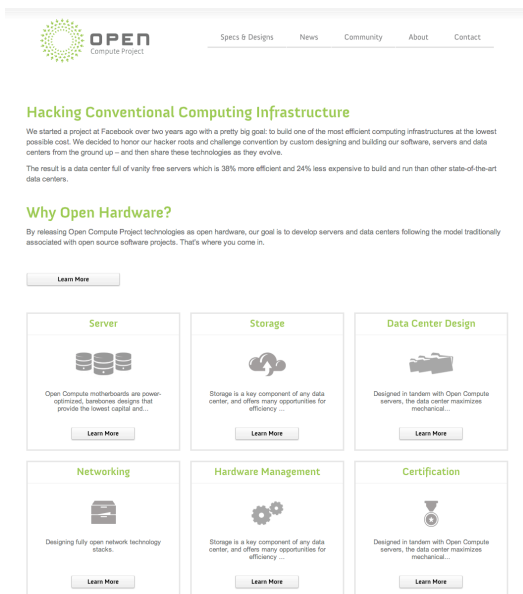 OPEN
Compute Project
Specs & Designs News Community About Contact
Hacking Conventional Computing Infrastructure
We started a project at Facebook over two years ago with a pretty big goal: to build one of the most efficient computing infrastructures at the lowest
possible cost. We decided to honor our hacker roots and challenge convention by custom designing and building our software, servers and data
centers from the ground up – and then share these technologies as they evolve.
The result is a data center full of vanity free servers which is 38% more efficient and 24% less expensive to build and run than other state-of-the-art
data centers.
Why Open Hardware?
By releasing Open Compute Project technologies as open hardware, our goal is to develop servers and data centers following the model traditionally
associated with open source software projects. That's where you come in.
Learn More
Server
Open Compute motherboards are power-
optimized, barebones designs that
provide the lowest capital and...
Learn More
Storage
Storage is a key component of any data
center, and offers many opportunities for
efficiency ...
Learn More
Data Center Design
Designed in tandem with Open Compute
servers, the data center maximizes
mechanical...
Learn More
Networking
Designing fully open network technology
stacks.
Learn More
Hardware Management
Storage is a key component of any data
center, and offers many opportunities for
efficiency ...
Learn More
Certification
Designed in tandem with Open Compute
servers, the data center maximizes
mechanical...
Learn More